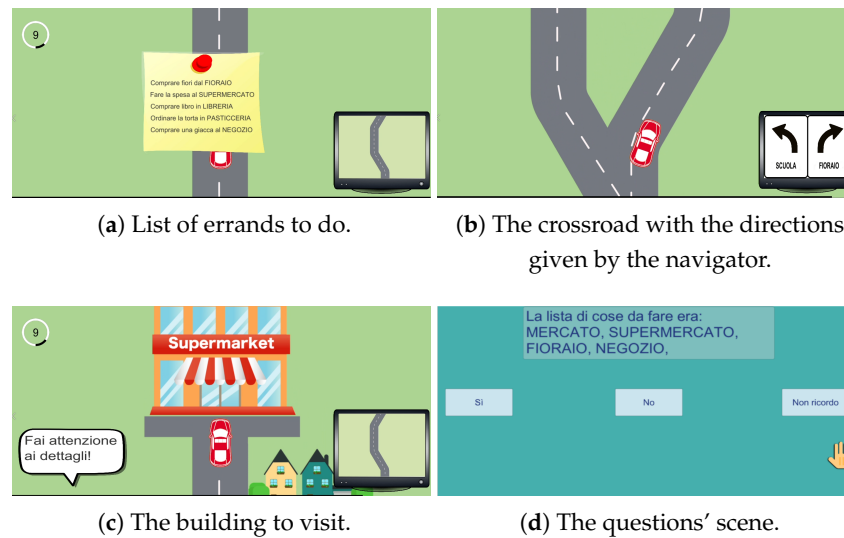 9
Comprare fiori dal FIORAIO
Fare la spesa al SUPERMERCATO
Comprare libro in LIBRERIA
Ordinare la torta in PASTICCERIA
Comprare una giacca al NEGOZIO
SCUOLA
FIORAIO
(a) List of errands to do.
(b) The crossroad with the directions
given by the navigator.
9
Supermarket
Fai attenzione
ai dettagli!
La lista di cose da fare era:
MERCATO, SUPERMERCATO,
FIORAIO, NEGOZIO,
Sì
No
Non ricordo
(c) The building to visit.
(d) The questions' scene.